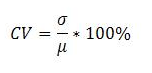 CV = σ/μ * 100%